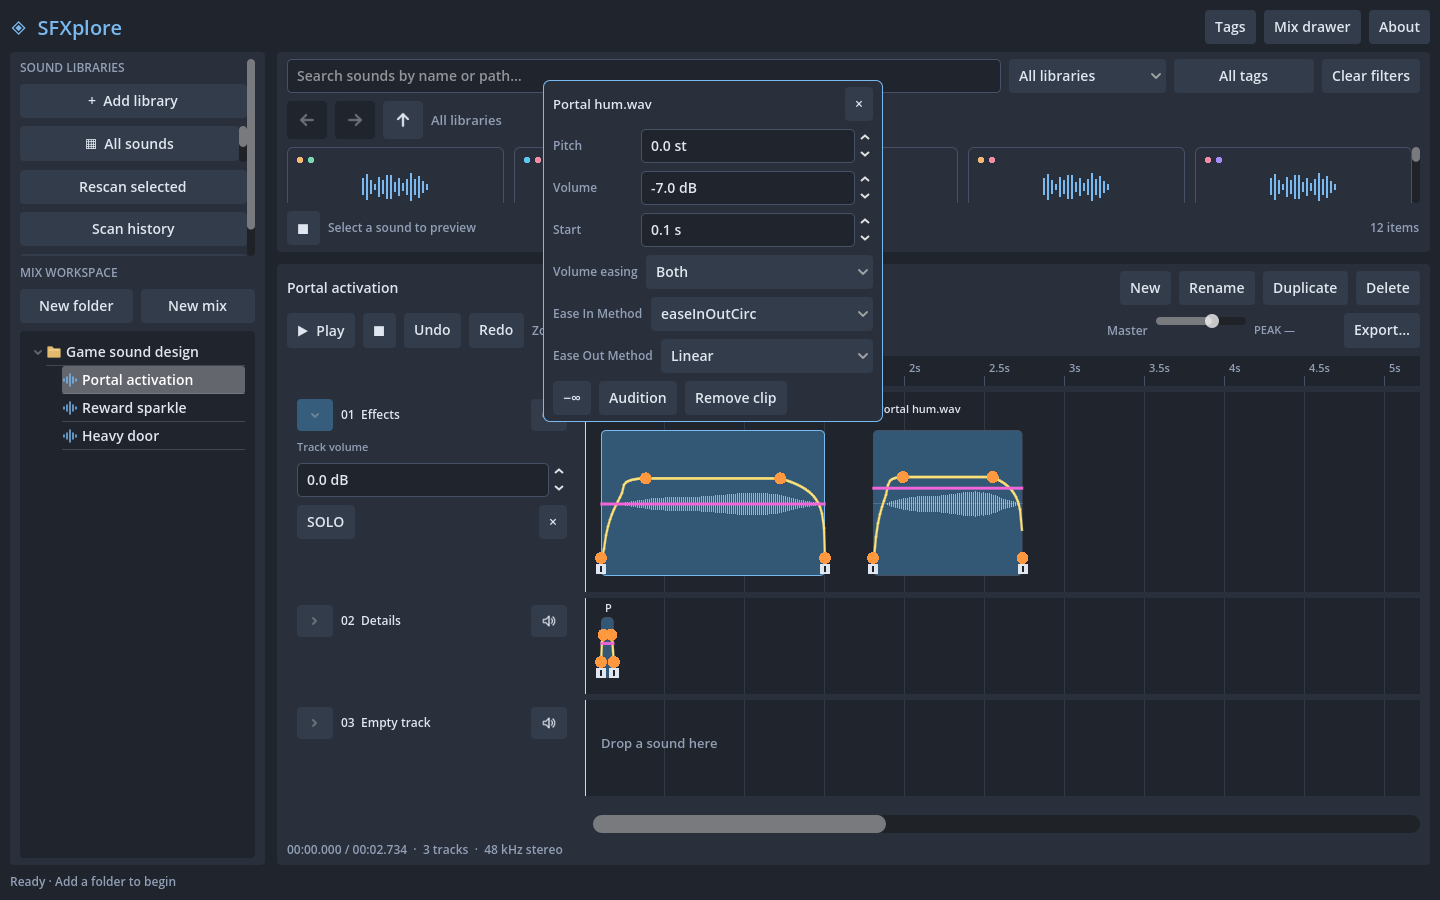 SFXplore
Tags
Mix drawer
About
SOUND LIBRARIES
+ Add library
All sounds
Rescan selected
Scan history
MIX WORKSPACE
New folder
New mix
Game sound design
Portal activation
Reward sparkle
Heavy door
Search sounds by name or path...
All libraries
All tags
Clear filters
All libraries
Select a sound to preview
12 items
Portal hum.wav
×
Pitch
0.0 st
Volume
-7.0 dB
Start
0.1 s
Volume easing
Both
Ease In Method
easeInOutCirc
Ease Out Method
Linear
−∞
Audition
Remove clip
Portal activation
New
Rename
Duplicate
Delete
Play
Undo
Redo
Master
PEAK —
Export...
2s
2.5s
3s
3.5s
4s
4.5s
5s
01 Effects
Track volume
0.0 dB
SOLO
×
ortal hum.wav
02 Details
P
03 Empty track
Drop a sound here
00:00.000 / 00:02.734 · 3 tracks · 48 kHz stereo
Ready · Add a folder to begin